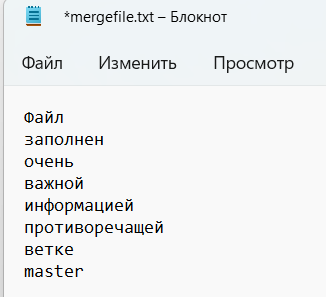 *mergefile.txt – Блокнот
Файл Изменить Просмотр
Файл
заполнен
очень
важной
информацией
противоречащей
ветке
master